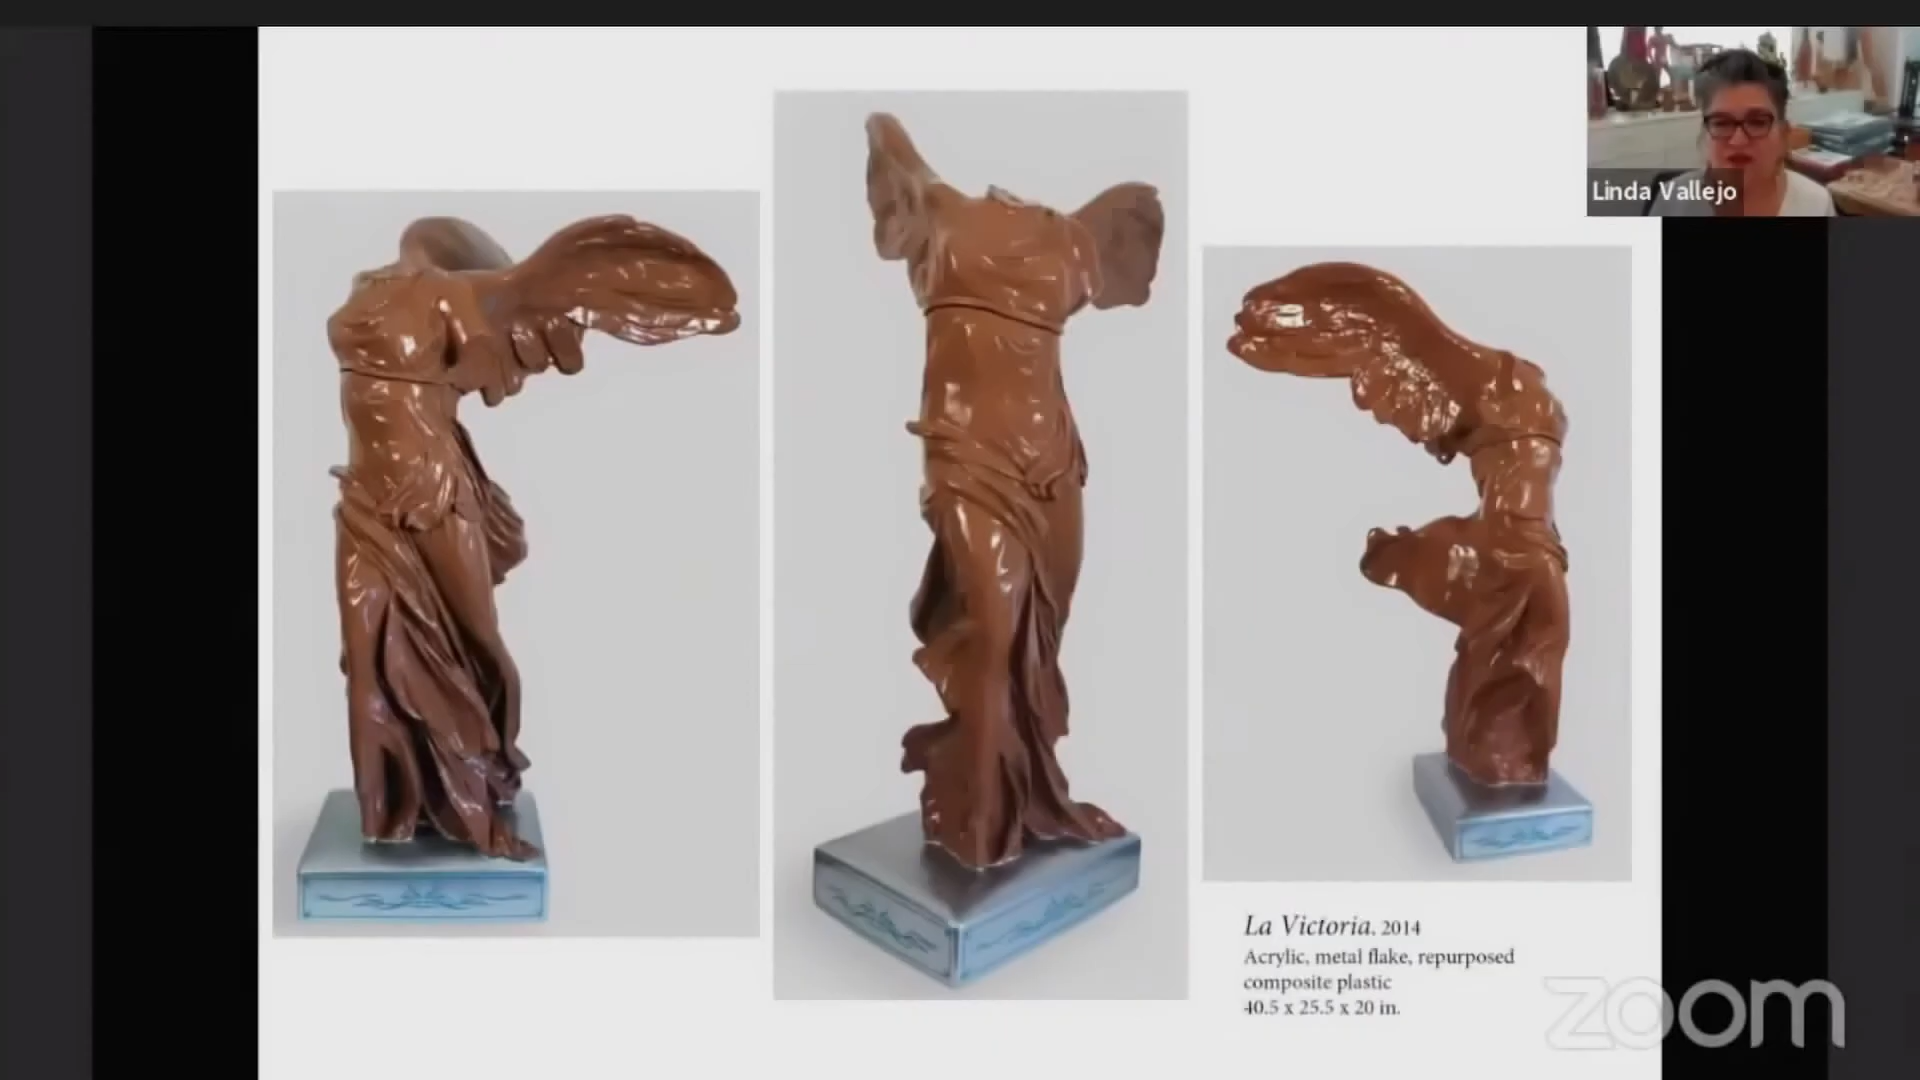 Linda Vallejo
La Victoria, 2014
Acrylic, metal flake, repurposed
composite plastic
40.5 x 25.5 x 20 in.
zoom